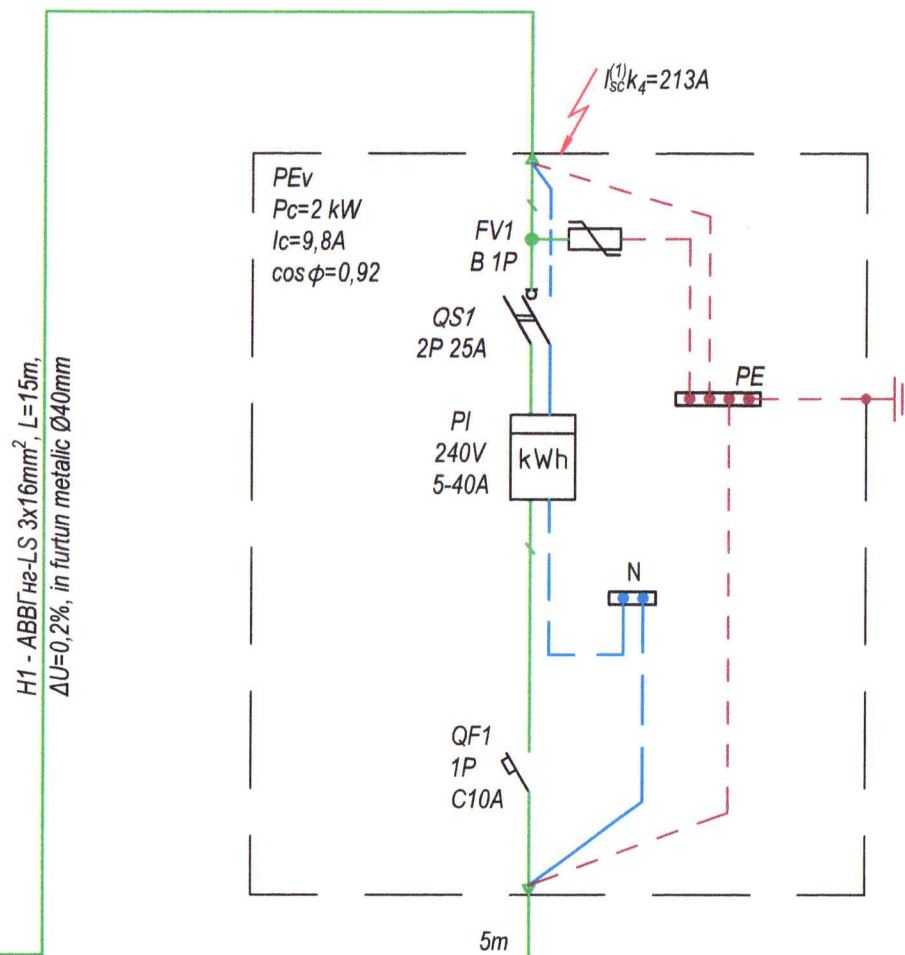 I(1)sc k4=213A
PEv
Pc=2 kW
Ic=9,8A
cos φ=0,92
FV1
B 1P
QS1
2P 25A
PE
PI
240V
5-40A
kWh
N
QF1
1P
C10A
5m
H1 - АВВГнг-LS 3x16mm², L=15m,
ΔU=0,2%, in furtun metalic Ø40mm